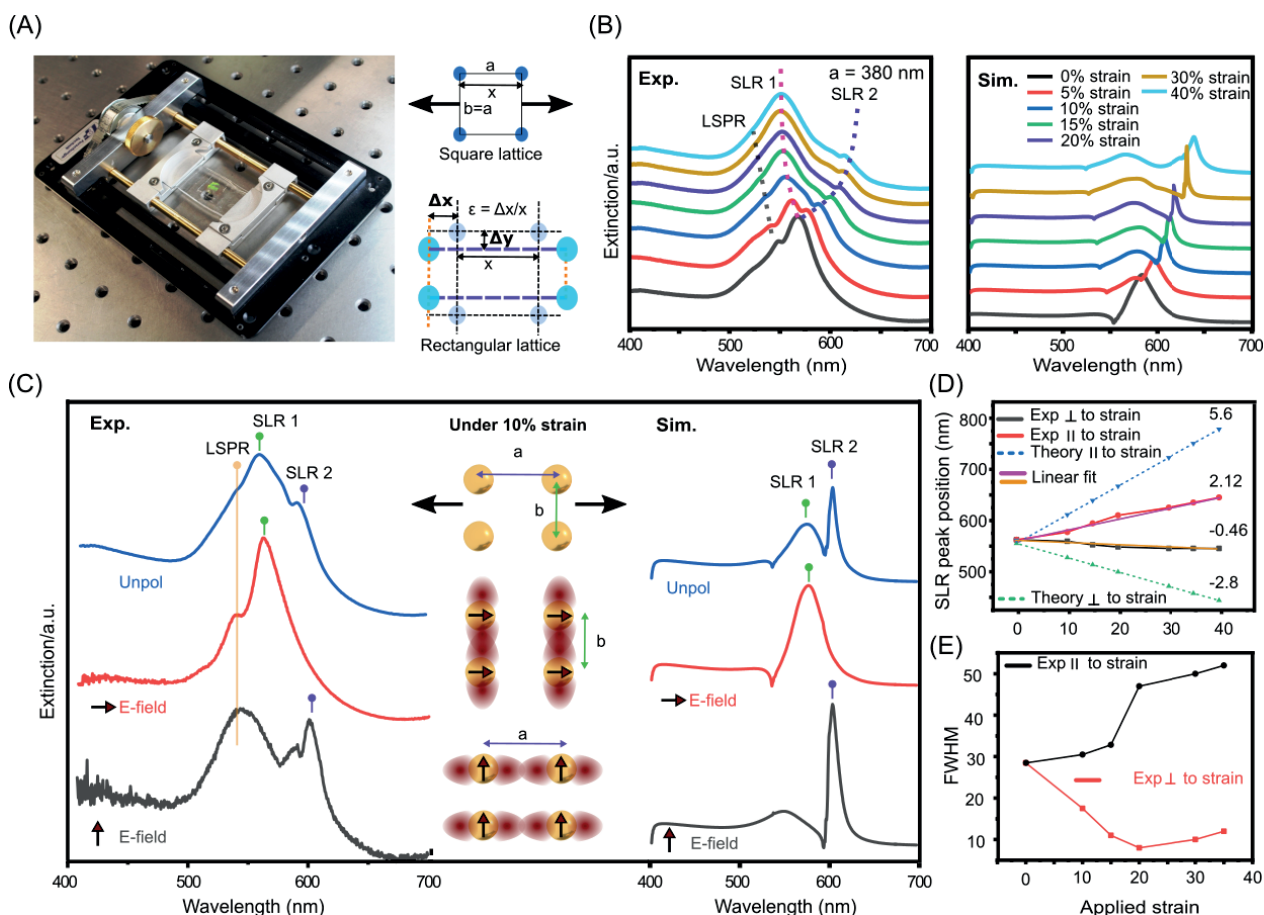 (A)
a
x
b=a
Square lattice
Δx
ε = Δx/x
Δy
x
Rectangular lattice
(B)
Exp.
SLR 1
a = 380 nm
SLR 2
LSPR
Extinction/a.u.
400
500
600
700
Wavelength (nm)
Sim.
0% strain
5% strain
10% strain
15% strain
20% strain
30% strain
40% strain
400
500
600
700
Wavelength (nm)
(C)
Exp.
SLR 1
LSPR
SLR 2
Unpol
E-field
E-field
Extinction/a.u.
400
500
600
700
Wavelength (nm)
Under 10% strain
a
b
b
a
Sim.
SLR 2
SLR 1
Unpol
E-field
E-field
400
500
600
700
Wavelength (nm)
(D)
SLR peak position (nm)
800
700
650
550
450
Exp ⊥ to strain
Exp || to strain
Theory || to strain
Linear fit
Theory ⊥ to strain
5.6
2.12
-0.46
-2.8
0
10
20
30
40
(E)
Exp || to strain
Exp ⊥ to strain
FWHM
50
40
30
20
10
0
10
20
30
40
Applied strain